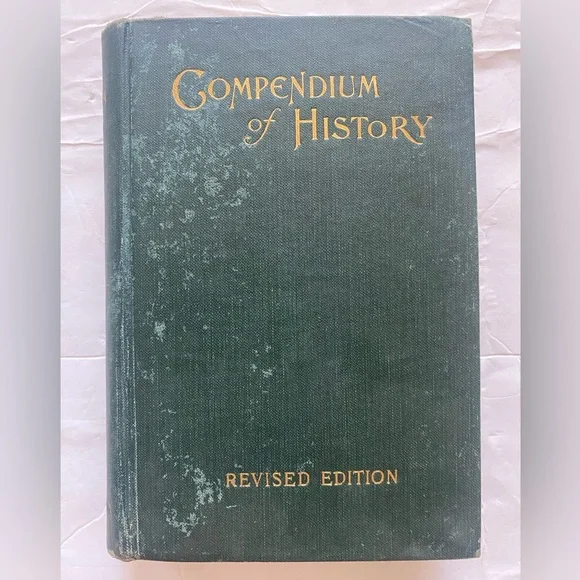 COMPENDIUM
of HISTORY
REVISED EDITION